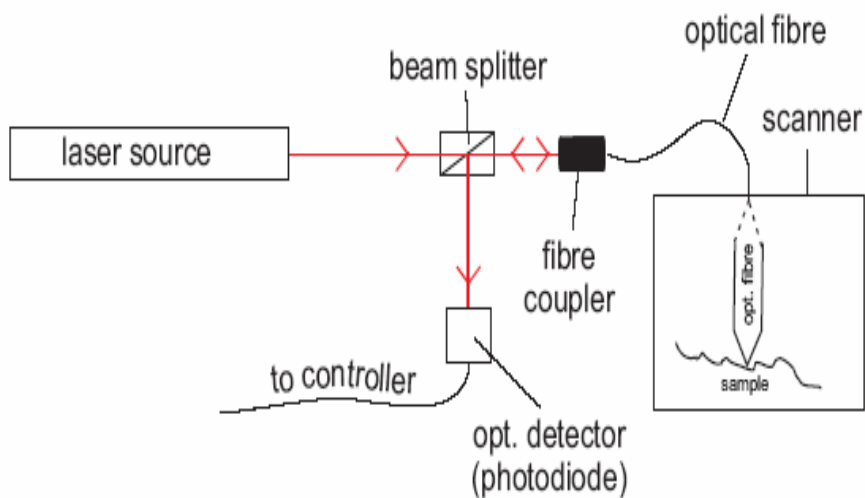 optical fibre
beam splitter
scanner
laser source
fibre
coupler
opt. fibre
sample
to controller
opt. detector
(photodiode)